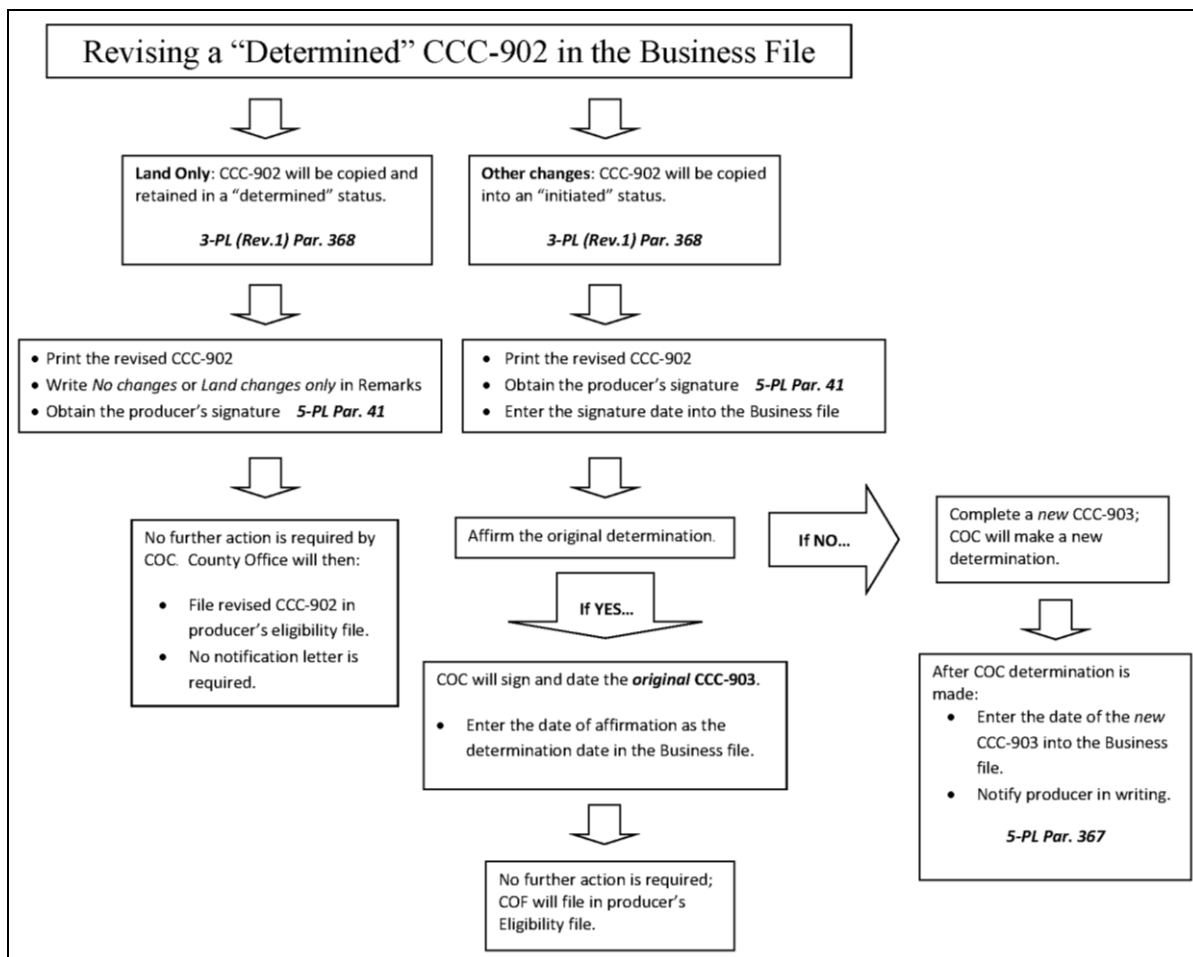 Revising a “Determined” CCC-902 in the Business File
Land Only: CCC-902 will be copied and
retained in a “determined” status.
3-PL (Rev.1) Par. 368
Other changes: CCC-902 will be copied
into an “initiated” status.
3-PL (Rev.1) Par. 368
• Print the revised CCC-902
• Write No changes or Land changes only in Remarks
• Obtain the producer’s signature 5-PL Par. 41
• Print the revised CCC-902
• Obtain the producer’s signature 5-PL Par. 41
• Enter the signature date into the Business file
No further action is required by
COC. County Office will then:
• File revised CCC-902 in
producer’s eligibility file.
• No notification letter is
required.
Affirm the original determination.
If NO...
Complete a new CCC-903;
COC will make a new
determination.
If YES...
COC will sign and date the original CCC-903.
• Enter the date of affirmation as the
determination date in the Business file.
After COC determination is
made:
• Enter the date of the new
CCC-903 into the Business
file.
• Notify producer in writing.
5-PL Par. 367
No further action is required;
COF will file in producer’s
Eligibility file.